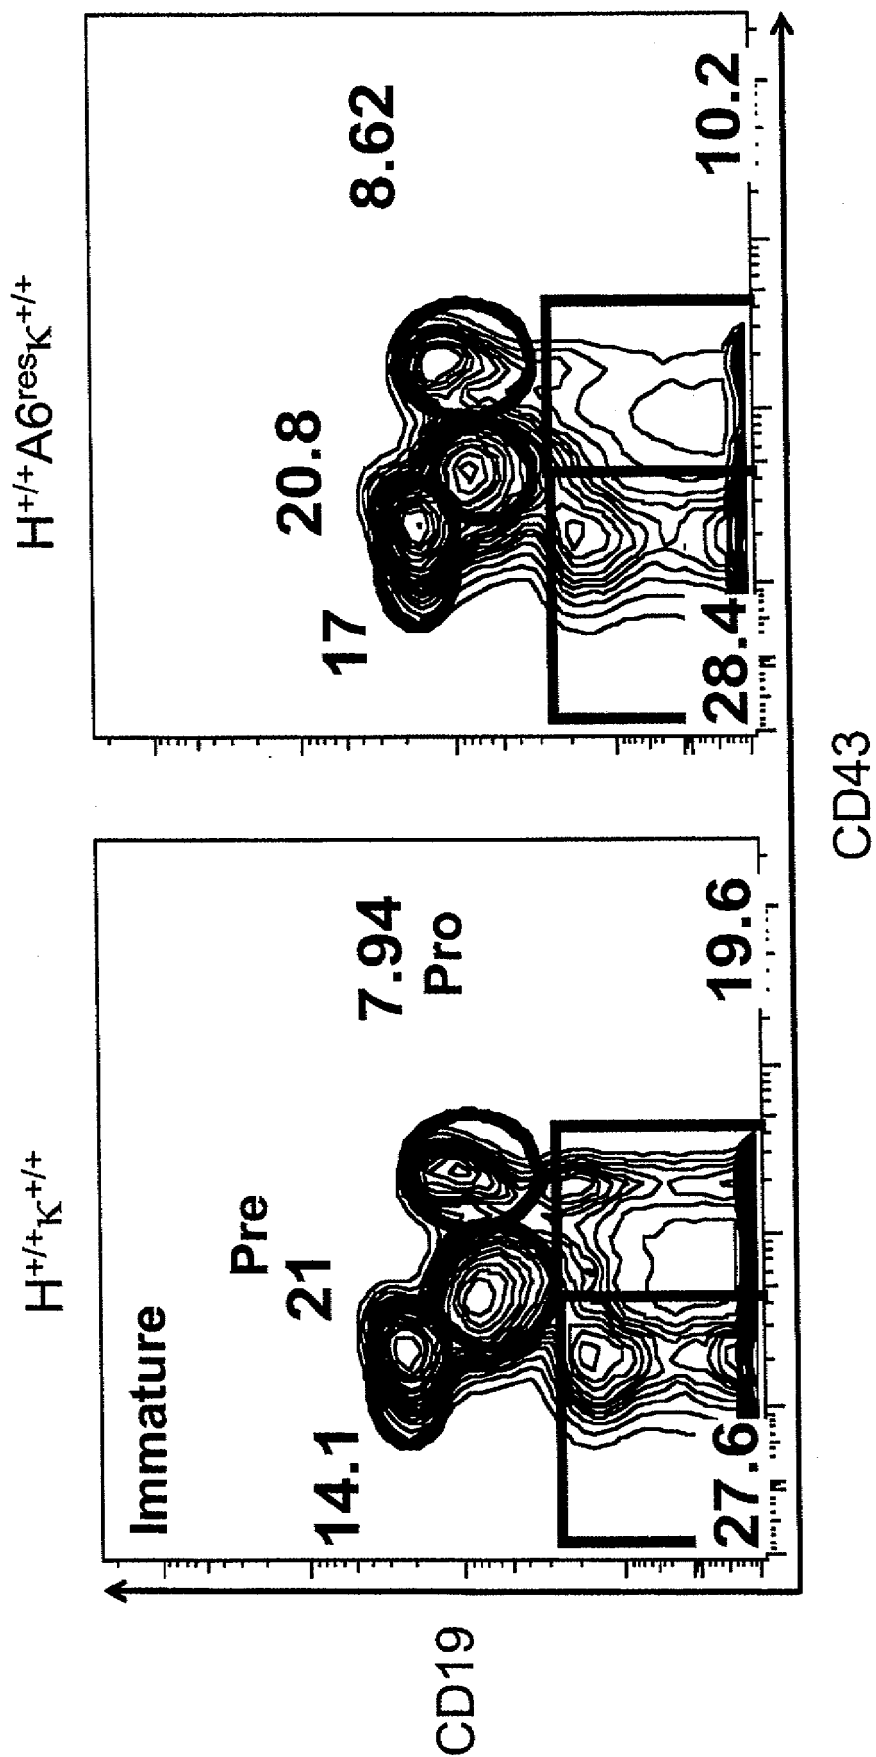 H+/+κ+/+
H+/+A6resκ+/+
Immature
Pre
14.1
21
7.94
Pro
27.6
19.6
17
20.8
8.62
28.4
10.2
CD19
CD43